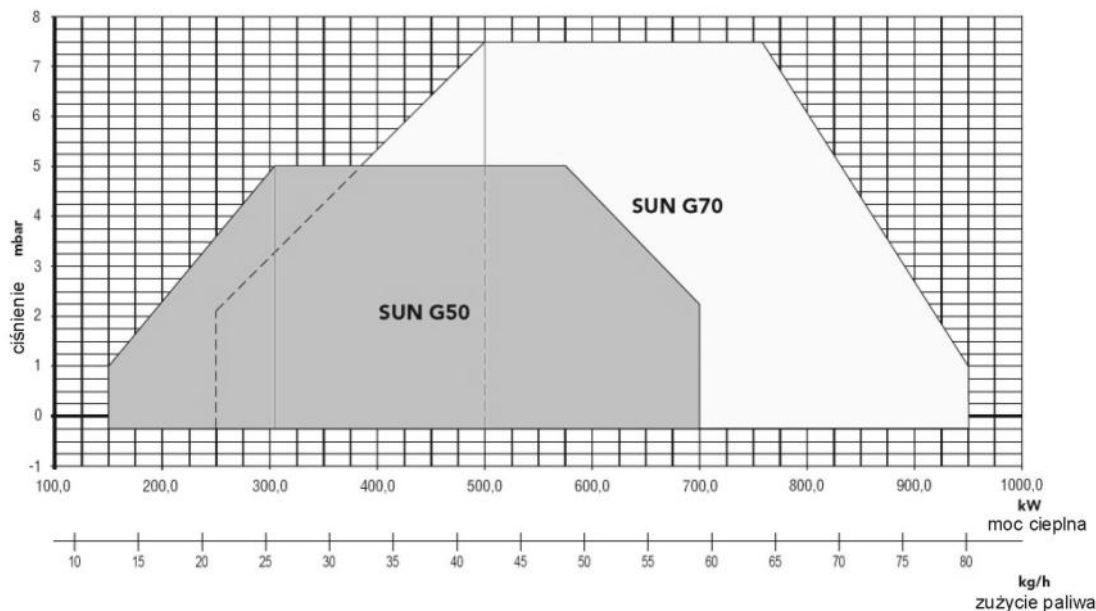 8
7
6
5
4
3
2
1
0
-1
ciśnienie mbar
SUN G70
SUN G50
100,0 200,0 300,0 400,0 500,0 600,0 700,0 800,0 900,0 1000,0
kW
moc cieplna
10 15 20 25 30 35 40 45 50 55 60 65 70 75 80
kg/h
zużycie paliwa